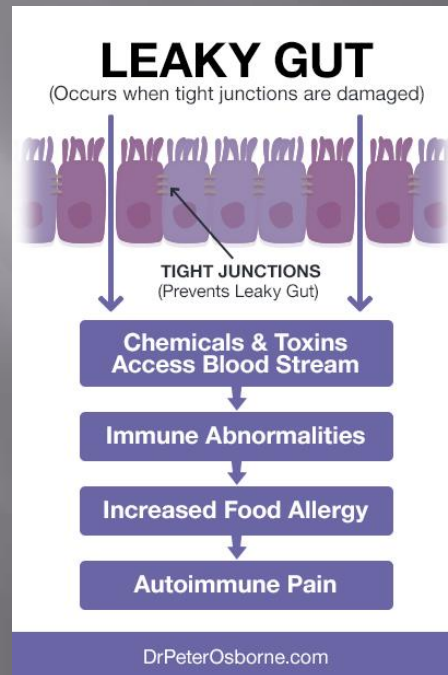 LEAKY GUT
(Occurs when tight junctions are damaged)
TIGHT JUNCTIONS
(Prevents Leaky Gut)
Chemicals & Toxins
Access Blood Stream
Immune Abnormalities
Increased Food Allergy
Autoimmune Pain
DrPeterOsborne.com